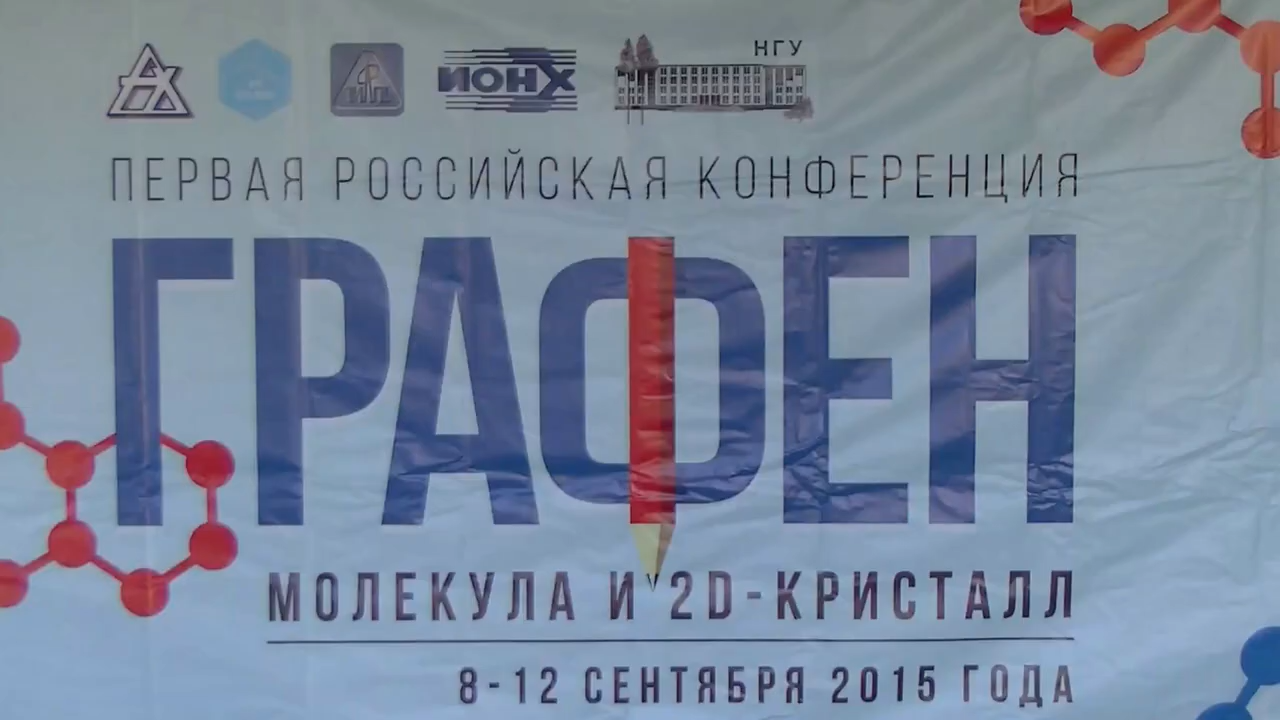 ИОНХ
НГУ
ПЕРВАЯ РОССИЙСКАЯ КОНФЕРЕНЦИЯ
ГРАФЕН
МОЛЕКУЛА И 2D-КРИСТАЛЛ
8-12 СЕНТЯБРЯ 2015 ГОДА